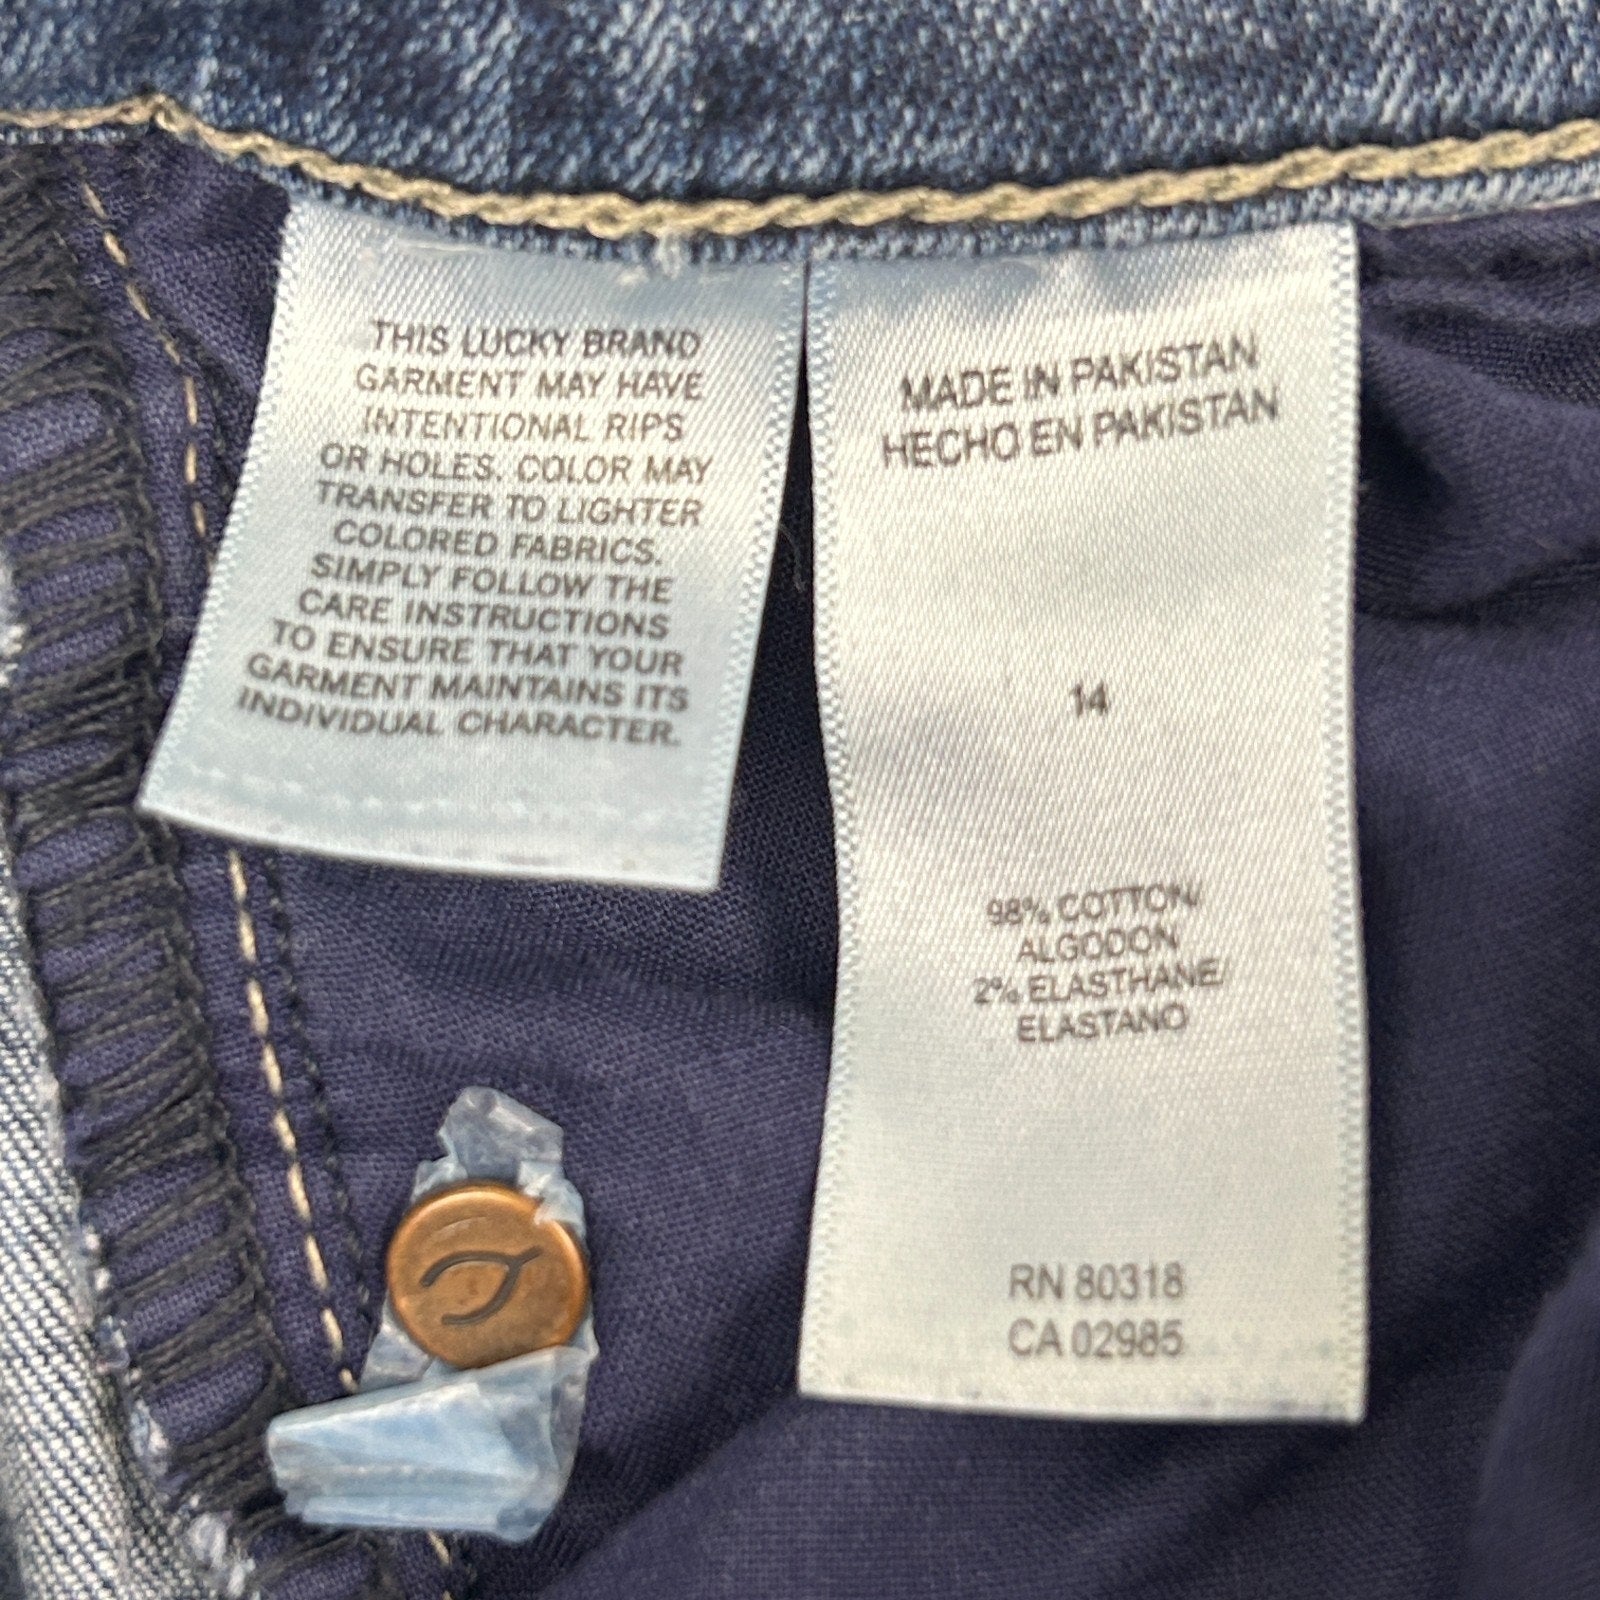 THIS LUCKY BRAND
GARMENT MAY HAVE
INTENTIONAL RIPS
OR HOLES. COLOR MAY
TRANSFER TO LIGHTER
COLORED FABRICS.
SIMPLY FOLLOW THE
CARE INSTRUCTIONS
TO ENSURE THAT YOUR
GARMENT MAINTAINS ITS
INDIVIDUAL CHARACTER.
MADE IN PAKISTAN
HECHO EN PAKISTAN
14
98% COTTON/
ALGODON
2% ELASTHANE/
ELASTANO
RN 80318
CA 02985